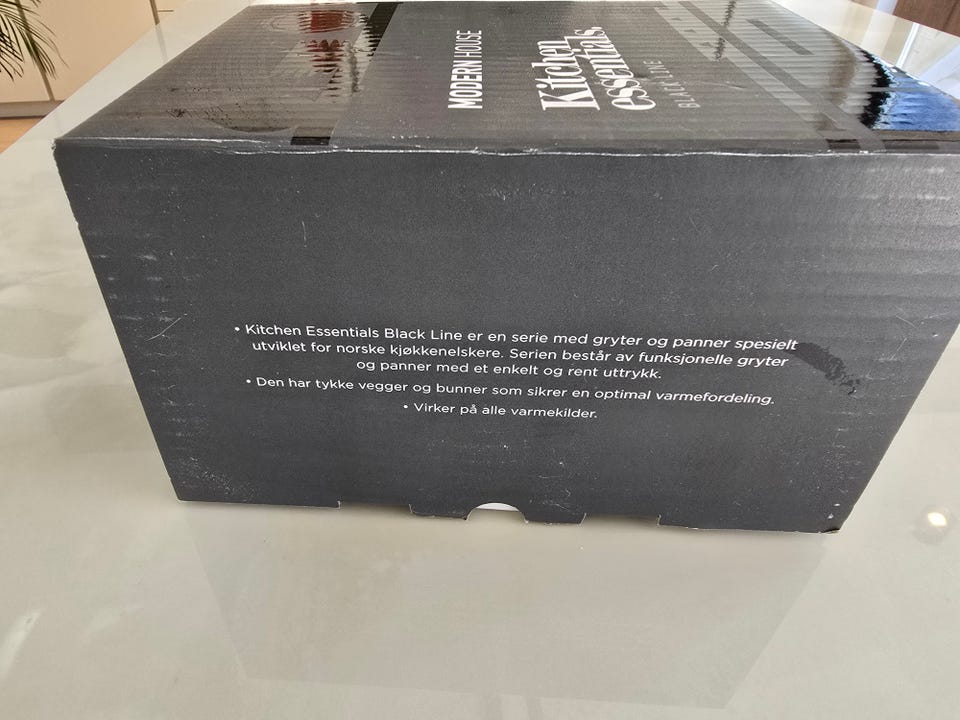 MODERN HOUSE
Kitchen
essentials.
BLACK LINE
• Kitchen Essentials Black Line er en serie med gryter og panner spesielt
utviklet for norske kjøkkenelskere. Serien består av funksjonelle gryter
og panner med et enkelt og rent uttrykk.
• Den har tykke vegger og bunner som sikrer en optimal varmefordeling.
• Virker på alle varmekilder.